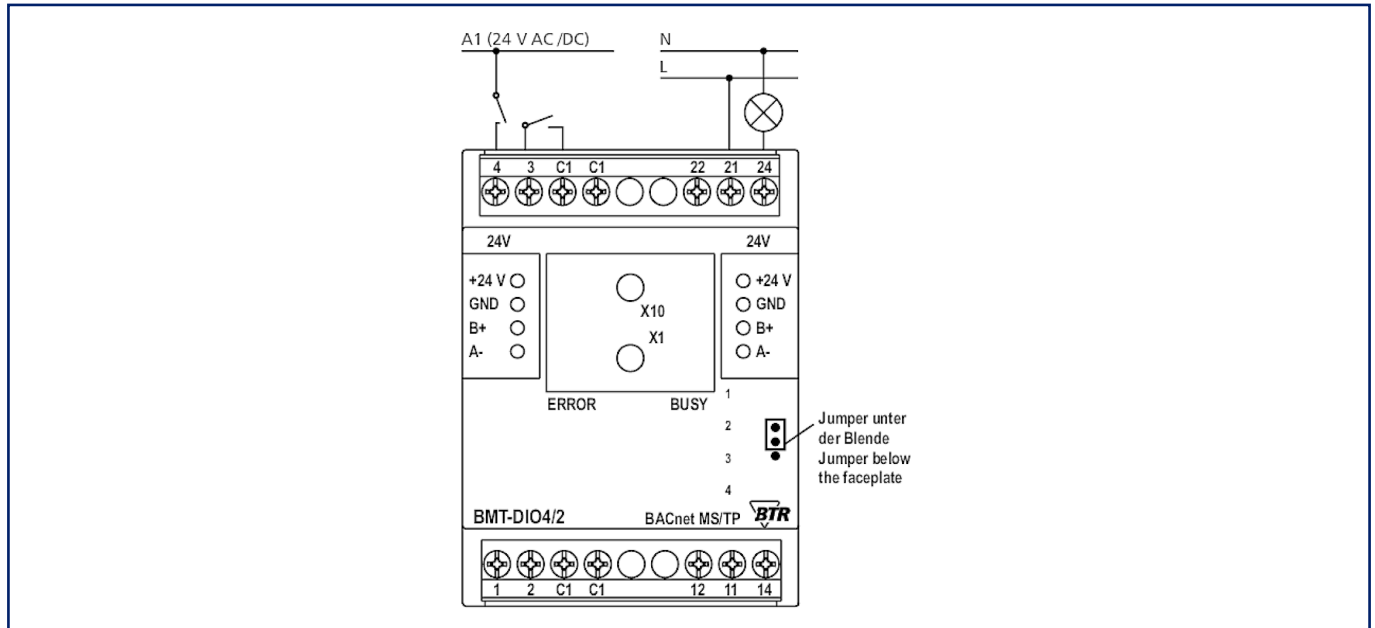 A1 (24 V AC /DC)
N
L
4 3 C1 C1 22 21 24
24V 24V
+24 V +24 V
GND GND
B+ B+
A- A-
X10
X1
ERROR BUSY
1
2
3
4
Jumper unter
der Blende
Jumper below
the faceplate
BMT-DIO4/2 BACnet MS/TP BTR
1 2 C1 C1 12 11 14